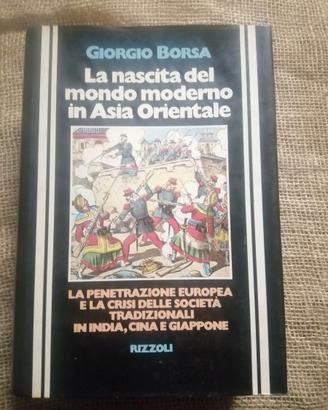 GIORGIO BORSA
La nascita del
mondo moderno
in Asia Orientale
LA PENETRAZIONE EUROPEA
E LA CRISI DELLE SOCIETÀ
TRADIZIONALI
IN INDIA, CINA E GIAPPONE
RIZZOLI